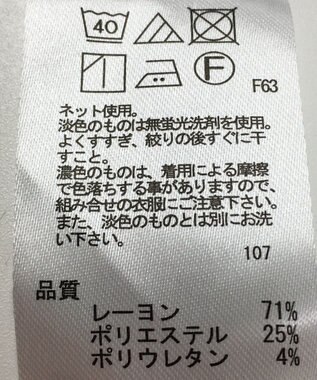 40
F
F63
ネット使用。
淡色のものは無蛍光洗剤を使用。
よくすすぎ、絞りの後すぐに干
すこと。
濃色のものは、着用による摩擦
で色落ちする事がありますので、
組み合せの衣服にご注意下さい。
また、淡色のものとは別にお洗
い下さい。
107
品質
レーヨン 71%
ポリエステル 25%
ポリウレタン 4%